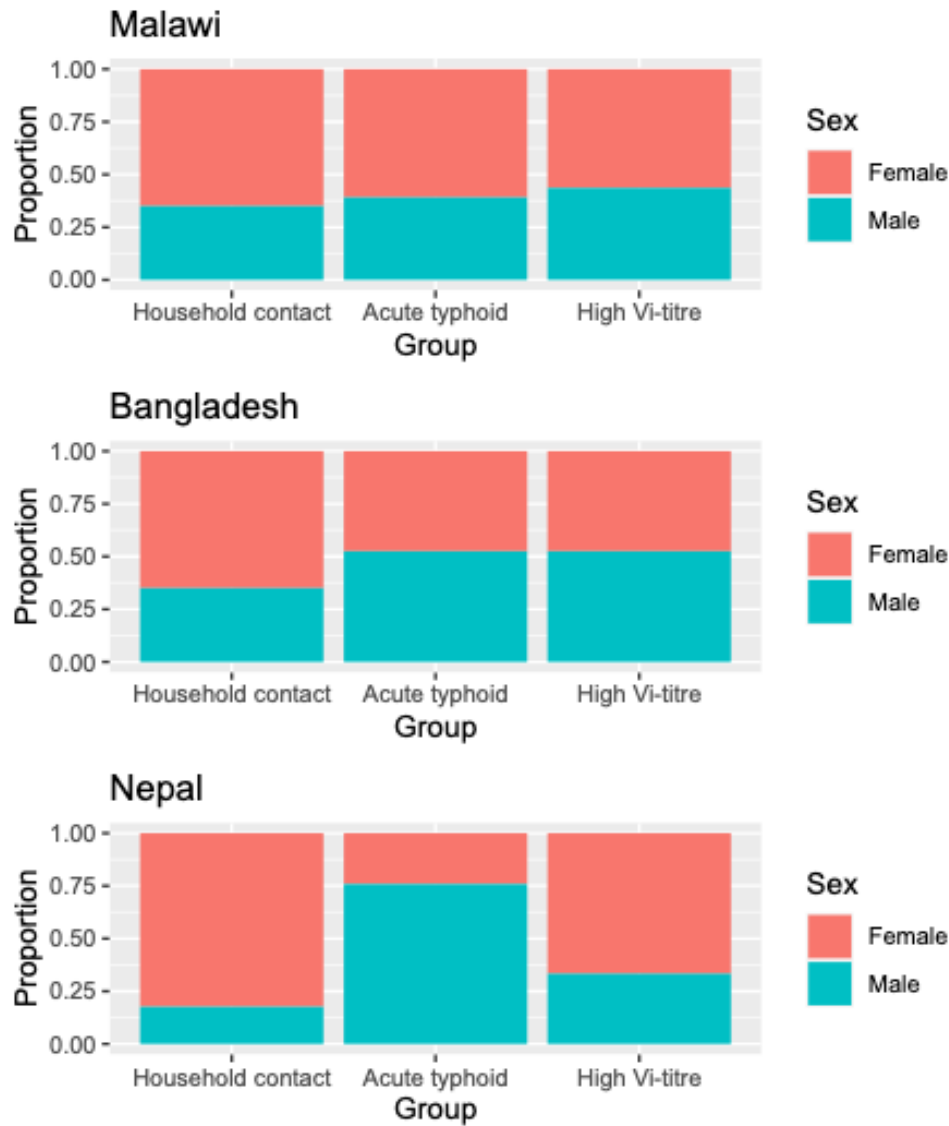 Malawi
1.00
0.75
0.50
0.25
0.00
Proportion
Household contact Acute typhoid High Vi-titre
Group
Sex
Female
Male
Bangladesh
1.00
0.75
0.50
0.25
0.00
Proportion
Household contact Acute typhoid High Vi-titre
Group
Sex
Female
Male
Nepal
1.00
0.75
0.50
0.25
0.00
Proportion
Household contact Acute typhoid High Vi-titre
Group
Sex
Female
Male